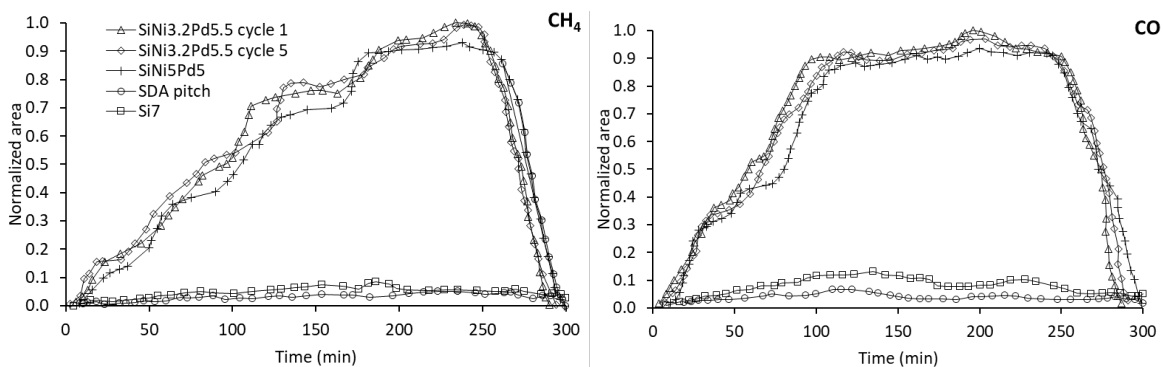 CH4
1.0
0.9
0.8
0.7
0.6
0.5
0.4
0.3
0.2
0.1
0.0
Normalized area
SiNi3.2Pd5.5 cycle 1
SiNi3.2Pd5.5 cycle 5
SiNi5Pd5
SDA pitch
Si7
0 50 100 150 200 250 300
Time (min)
CO
1.0
0.9
0.8
0.7
0.6
0.5
0.4
0.3
0.2
0.1
0.0
Normalized area
0 50 100 150 200 250 300
Time (min)